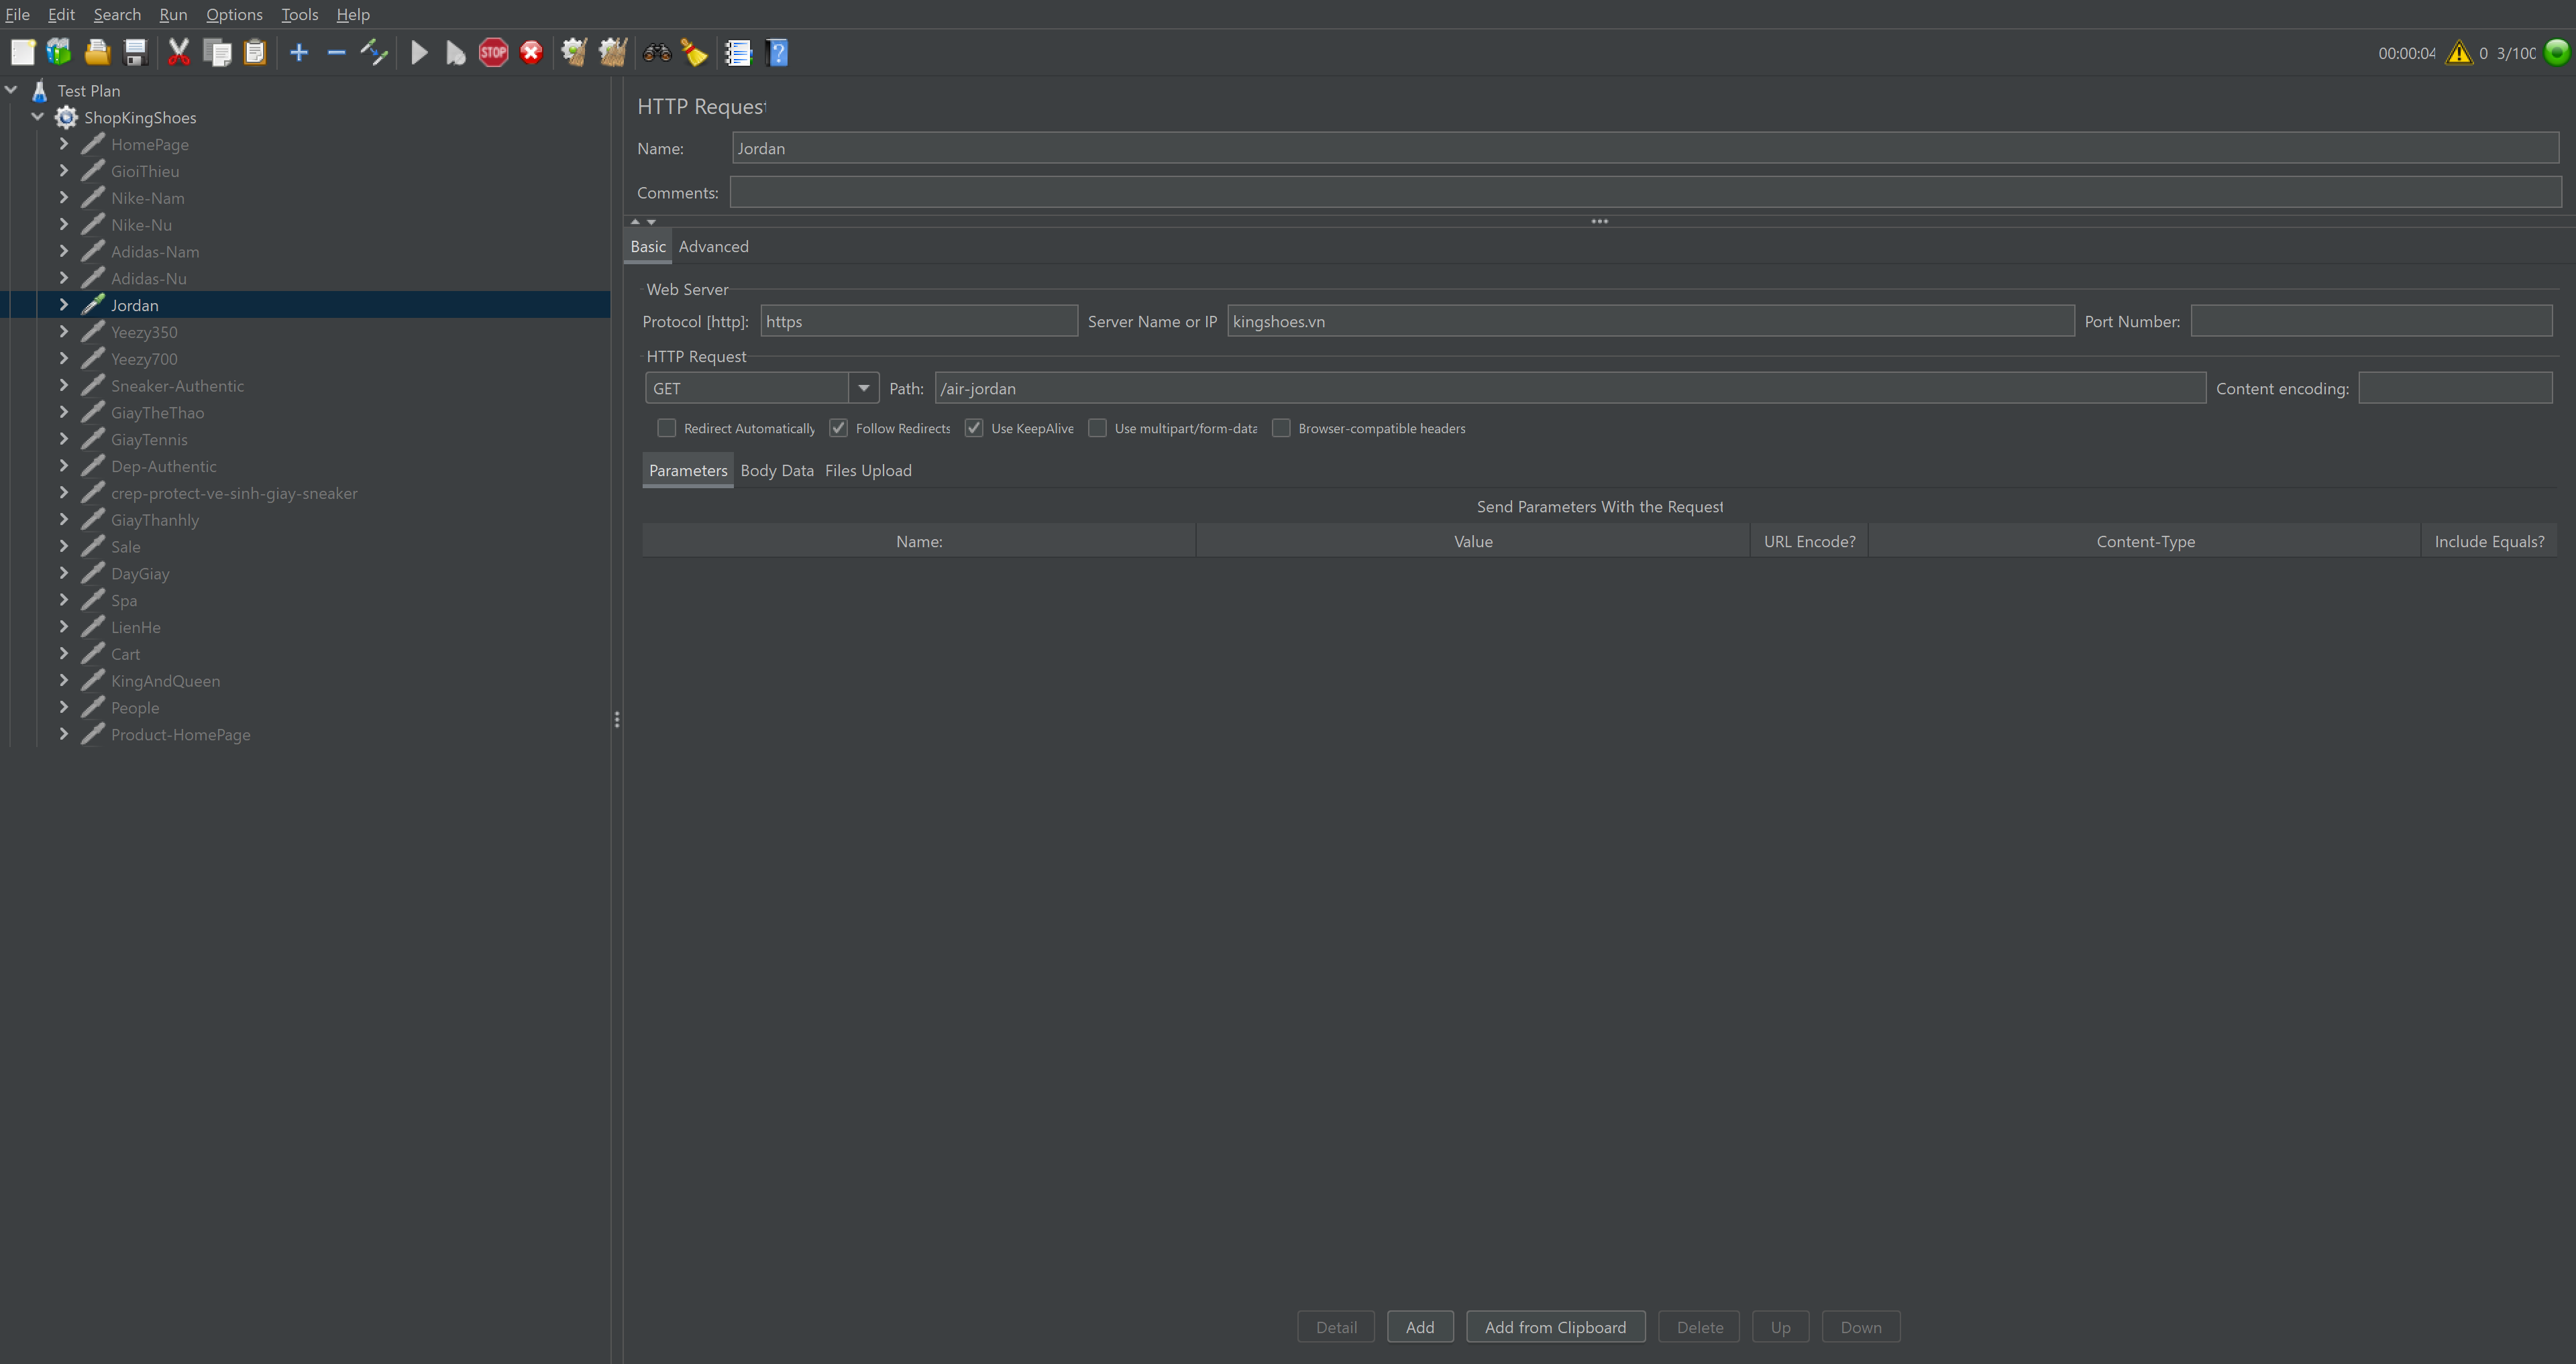 File Edit Search Run Options Tools Help
STOP
00:00:04 0 3/100
Test Plan
ShopKingShoes
HomePage
GioiThieu
Nike-Nam
Nike-Nu
Adidas-Nam
Adidas-Nu
Jordan
Yeezy350
Yeezy700
Sneaker-Authentic
GiayTheThao
GiayTennis
Dep-Authentic
crep-protect-ve-sinh-giay-sneaker
GiayThanhly
Sale
DayGiay
Spa
LienHe
Cart
KingAndQueen
People
Product-HomePage
HTTP Request
Name: Jordan
Comments:
Basic Advanced
Web Server
Protocol [http]: https Server Name or IP kingshoes.vn Port Number:
HTTP Request
GET Path: /air-jordan Content encoding:
Redirect Automatically Follow Redirects Use KeepAlive Use multipart/form-data Browser-compatible headers
Parameters Body Data Files Upload
Send Parameters With the Request
Name: Value URL Encode? Content-Type Include Equals?
Detail Add Add from Clipboard Delete Up Down